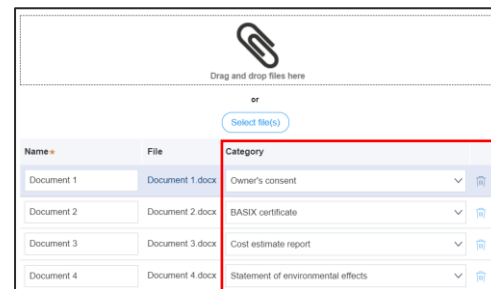 Drag and drop files here
or
Select file(s)
Name* File Category
Document 1 Document 1.docx Owner's consent
Document 2 Document 2.docx BASIX certificate
Document 3 Document 3.docx Cost estimate report
Document 4 Document 4.docx Statement of environmental effects